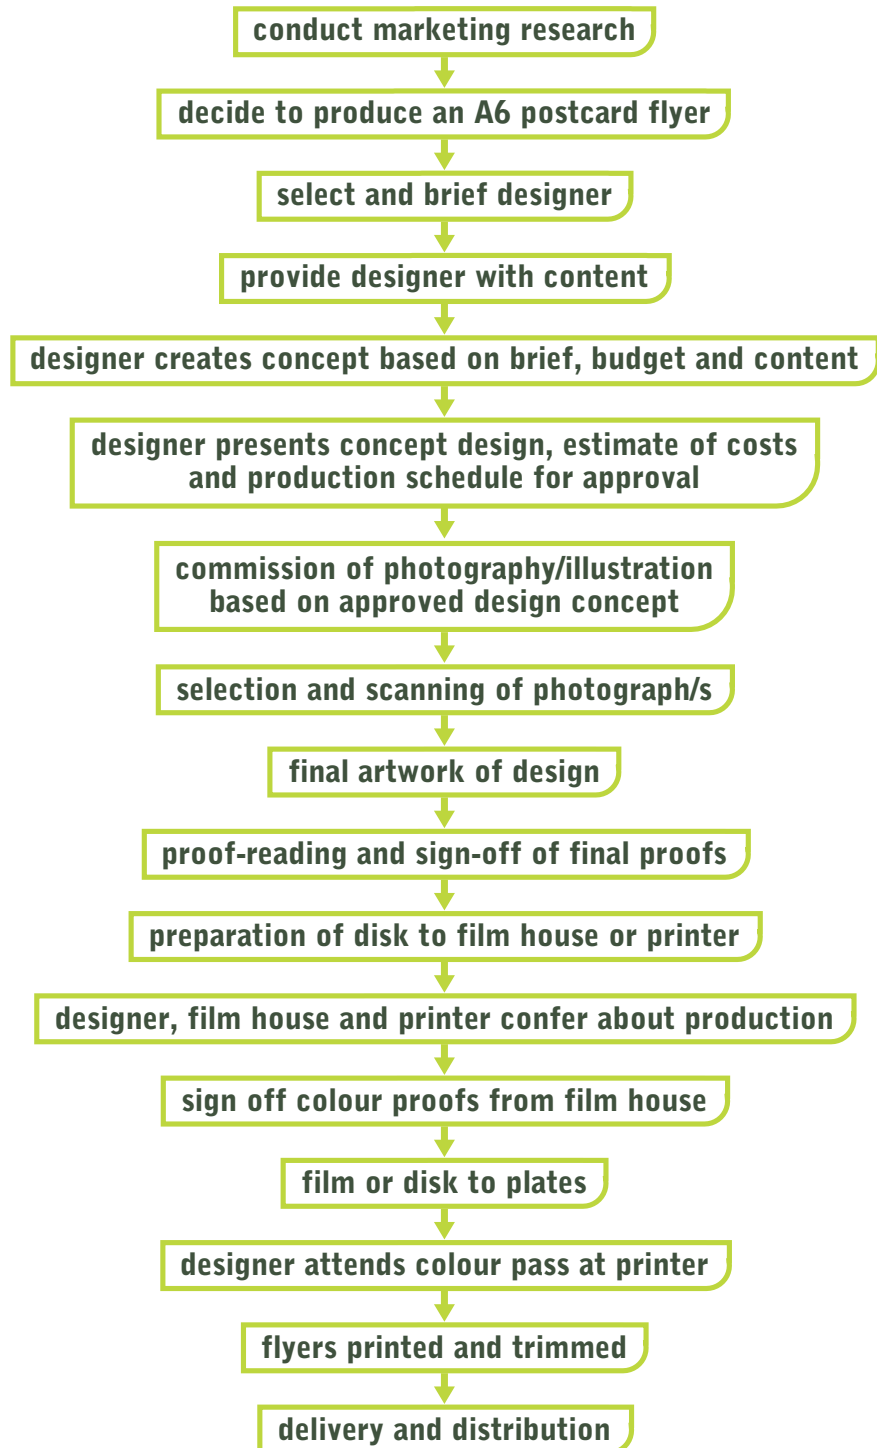 conduct marketing research
decide to produce an A6 postcard flyer
select and brief designer
provide designer with content
designer creates concept based on brief, budget and content
designer presents concept design, estimate of costs
and production schedule for approval
commission of photography/illustration
based on approved design concept
selection and scanning of photograph/s
final artwork of design
proof-reading and sign-off of final proofs
preparation of disk to film house or printer
designer, film house and printer confer about production
sign off colour proofs from film house
film or disk to plates
designer attends colour pass at printer
flyers printed and trimmed
delivery and distribution